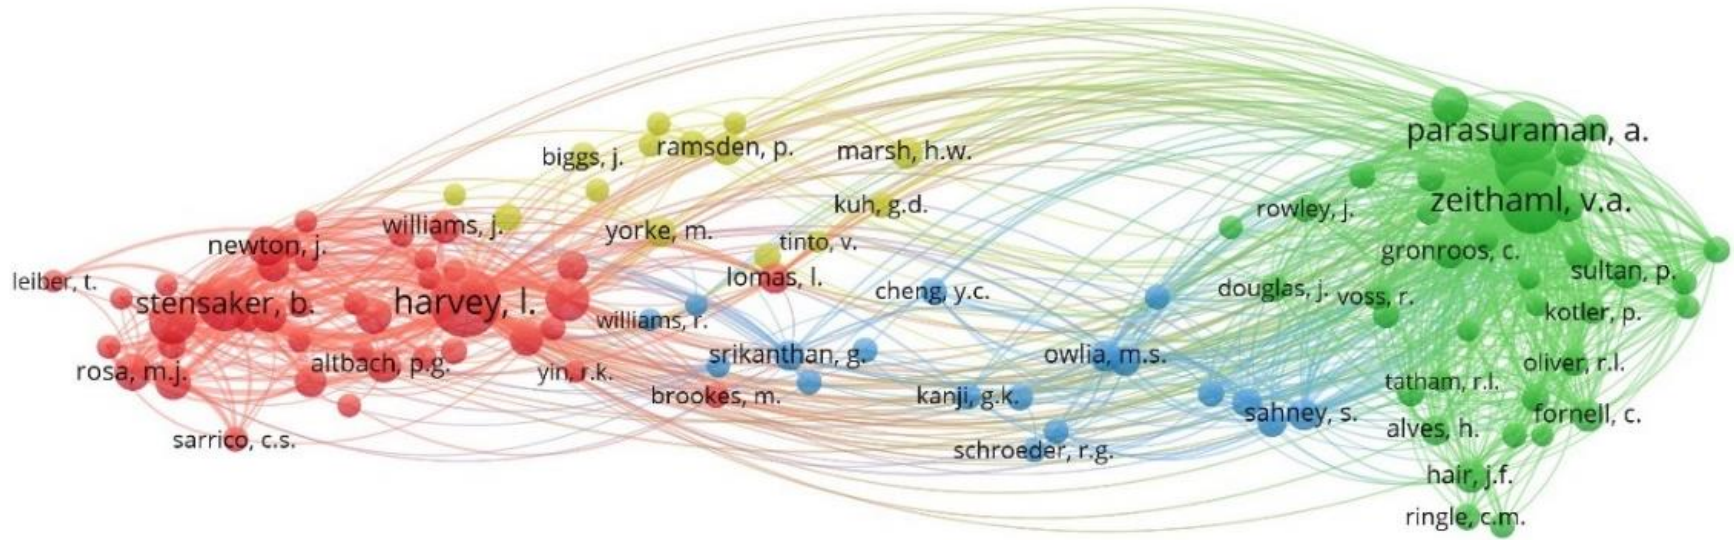 parasuraman, a.
ramsden, p.
biggs, j.
marsh, h.w.
zeithaml, v.a.
kuh, g.d.
rowley, j.
williams, j.
yorke, m.
tinto, v.
newton, j.
gronroos, c.
sultan, p.
leiber, t.
lomas, l.
cheng, y.c.
douglas, j.
voss, r.
stensaker, b.
harvey, l.
kotler, p.
williams, r.
srikanthan, g.
owlia, m.s.
altbach, p.g.
oliver, r.l.
rosa, m.j.
yin, r.k.
tatham, r.l.
brookes, m.
kanji, g.k.
sahney, s.
fornell, c.
alves, h.
sarrico, c.s.
schroeder, r.g.
hair, j.f.
ringle, c.m.